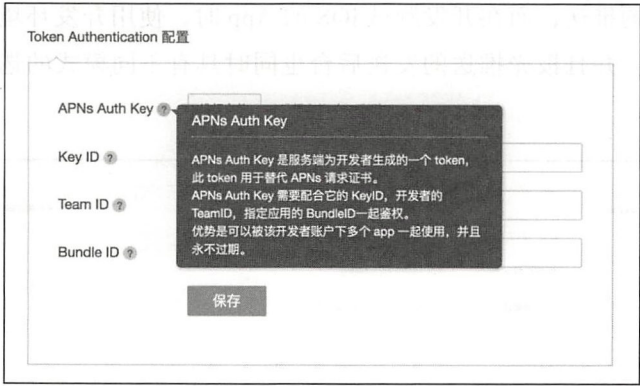 Token Authentication 配置
APNs Auth Key ?
APNs Auth Key
APNs Auth Key 是服务端为开发者生成的一个 token,
此 token 用于替代 APNs 请求证书。
APNs Auth Key 需要配合它的 KeyID,开发者的
TeamID,指定应用的 BundleID一起鉴权。
优势是可以被该开发者账户下多个 app 一起使用,并且
永不过期。
Key ID ?
Team ID ?
Bundle ID ?
保存